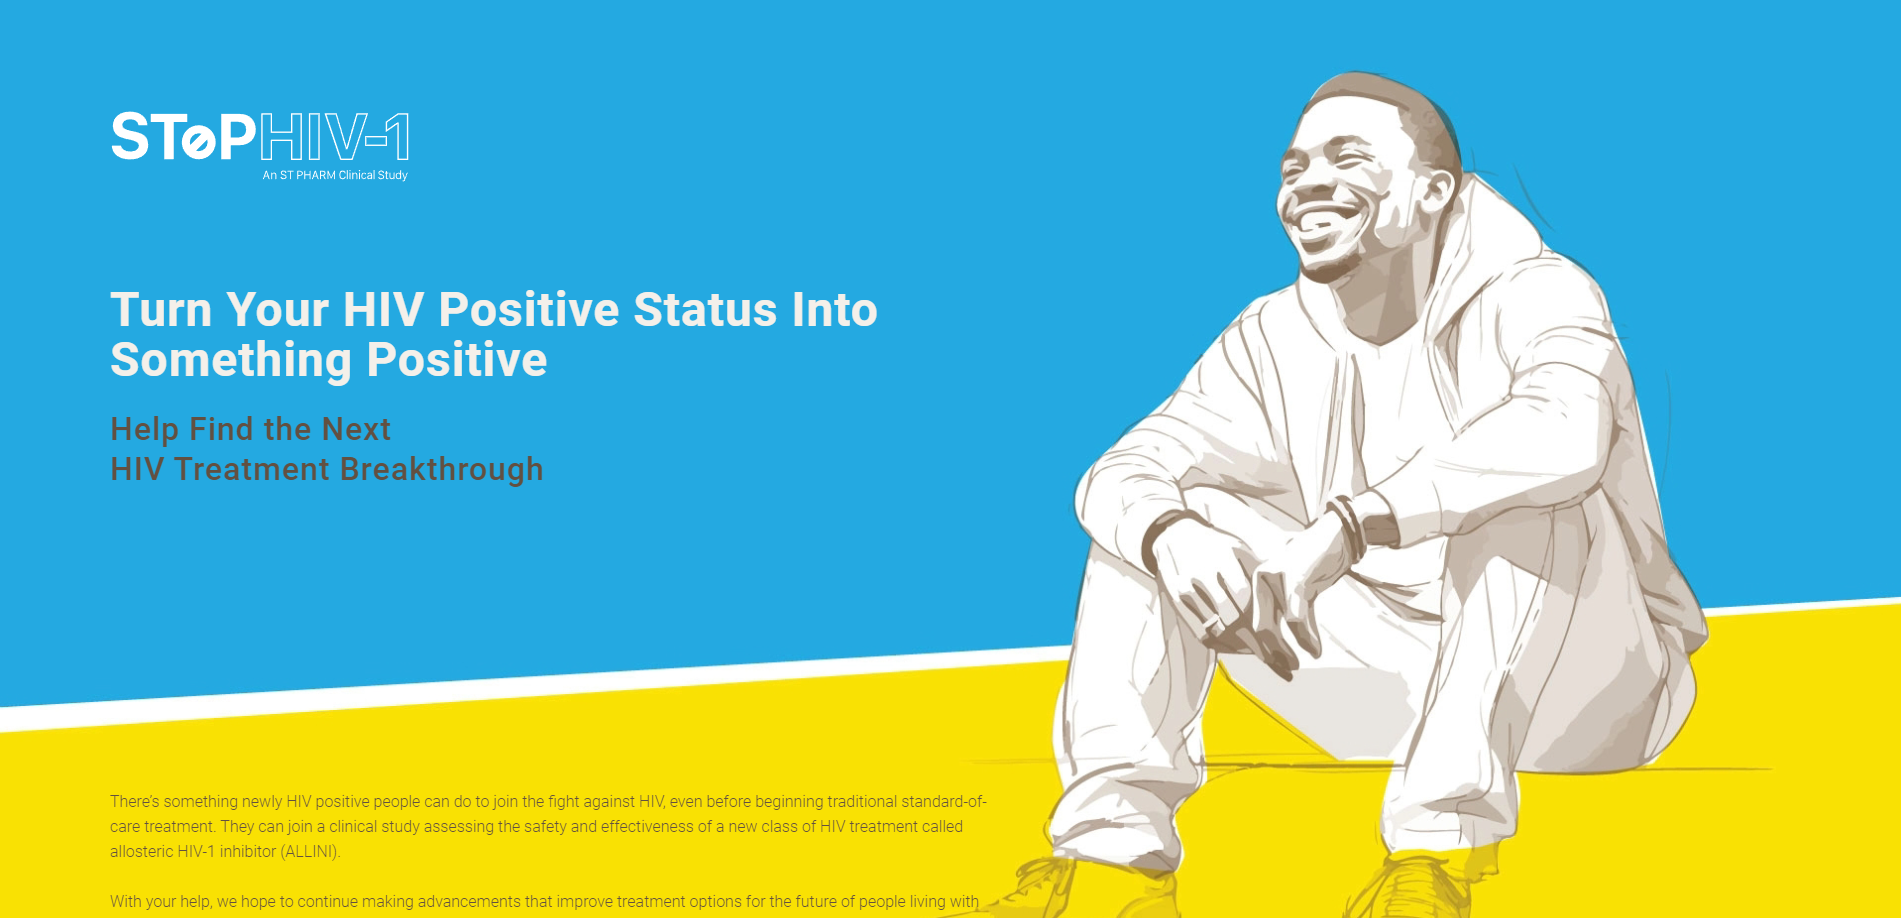 STOPHIV-1
An ST PHARM Clinical Study
Turn Your HIV Positive Status Into
Something Positive
Help Find the Next
HIV Treatment Breakthrough
There's something newly HIV positive people can do to join the fight against HIV, even before beginning traditional standard-of-
care treatment. They can join a clinical study assessing the safety and effectiveness of a new class of HIV treatment called
allosteric HIV-1 inhibitor (ALLINI).
With your help, we hope to continue making advancements that improve treatment options for the future of people living with